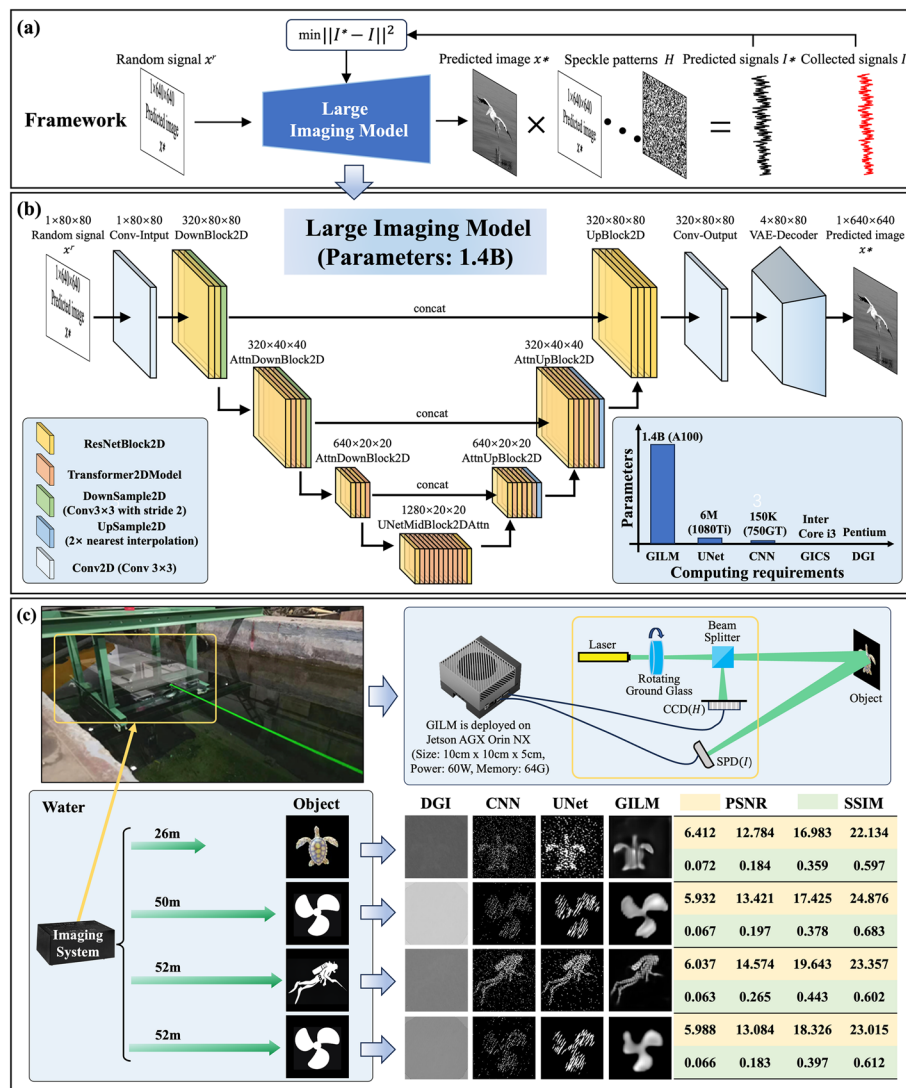 (a)
min||I* − I||²
Random signal xʳ
Predicted image x*
Speckle patterns H
Predicted signals I*
Collected signals I
Framework
1×640×640
Predicted image
x*
Large
Imaging Model
1×640×640
Predicted image
x*
(b)
Large Imaging Model
(Parameters: 1.4B)
1×80×80
Random signal
xʳ
1×80×80
Conv-Intput
320×80×80
DownBlock2D
320×80×80
UpBlock2D
320×80×80
Conv-Output
4×80×80
VAE-Decoder
1×640×640
Predicted image
x*
1×640×640
Predicted image
x*
concat
320×40×40
AttnDownBlock2D
320×40×40
AttnUpBlock2D
concat
640×20×20
AttnDownBlock2D
640×20×20
AttnUpBlock2D
concat
1280×20×20
UNetMidBlock2DAttn
ResNetBlock2D
Transformer2DModel
DownSample2D
(Conv3×3 with stride 2)
UpSample2D
(2× nearest interpolation)
Conv2D (Conv 3×3)
Parameters
1.4B (A100)
6M
(1080Ti)
3
150K
(750GT)
Inter
Core i3
Pentium
GILM UNet CNN GICS DGI
Computing requirements
(c)
GILM is deployed on
Jetson AGX Orin NX
(Size: 10cm x 10cm x 5cm,
Power: 60W, Memory: 64G)
Laser
Rotating
Ground Glass
Beam
Splitter
CCD(H)
SPD(I)
Object
Water
Object
26m
50m
52m
52m
Imaging
System
DGI CNN UNet GILM PSNR SSIM
6.412 12.784 16.983 22.134
0.072 0.184 0.359 0.597
5.932 13.421 17.425 24.876
0.067 0.197 0.378 0.683
6.037 14.574 19.643 23.357
0.063 0.265 0.443 0.602
5.988 13.084 18.326 23.015
0.066 0.183 0.397 0.612